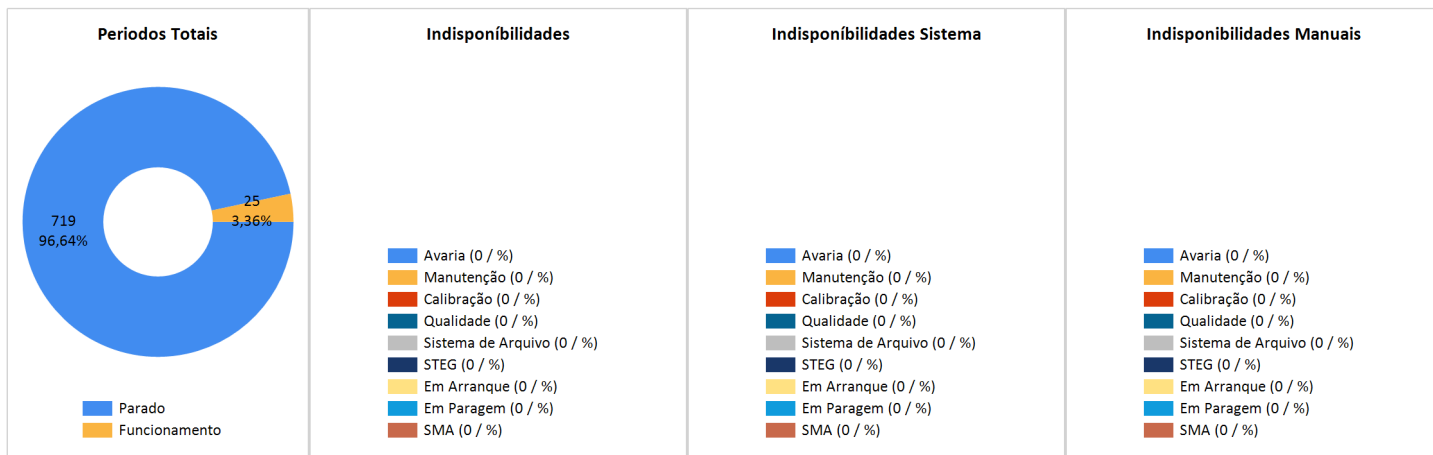 Periodos Totais
719
96,64%
25
3,36%
Parado
Funcionamento
Indisponíbilidades
Avaria (0 / %)
Manutenção (0 / %)
Calibração (0 / %)
Qualidade (0 / %)
Sistema de Arquivo (0 / %)
STEG (0 / %)
Em Arranque (0 / %)
Em Paragem (0 / %)
SMA (0 / %)
Indisponíbilidades Sistema
Avaria (0 / %)
Manutenção (0 / %)
Calibração (0 / %)
Qualidade (0 / %)
Sistema de Arquivo (0 / %)
STEG (0 / %)
Em Arranque (0 / %)
Em Paragem (0 / %)
SMA (0 / %)
Indisponibilidades Manuais
Avaria (0 / %)
Manutenção (0 / %)
Calibração (0 / %)
Qualidade (0 / %)
Sistema de Arquivo (0 / %)
STEG (0 / %)
Em Arranque (0 / %)
Em Paragem (0 / %)
SMA (0 / %)